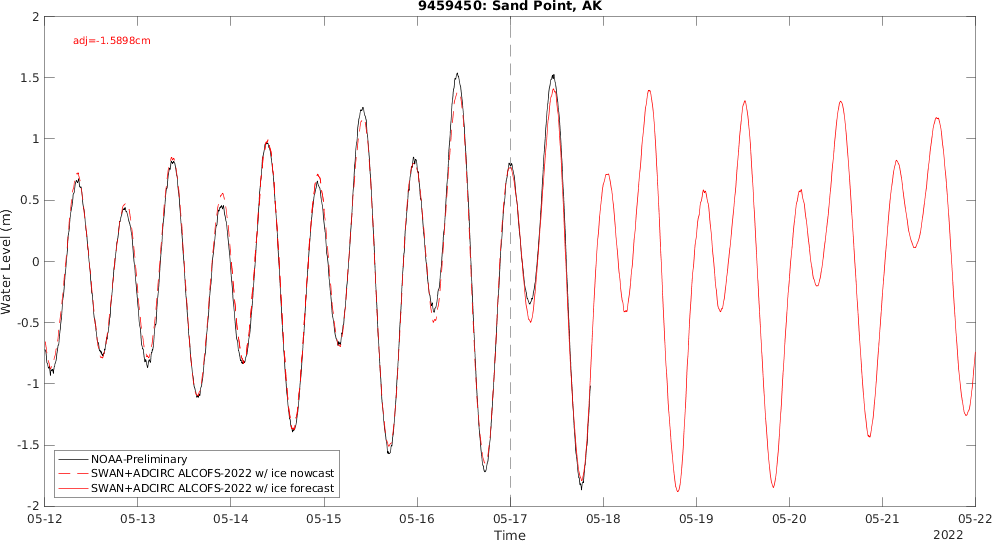 9459450: Sand Point, AK
adj=-1.5898cm
Water Level (m)
2
1.5
1
0.5
0
-0.5
-1
-1.5
-2
NOAA-Preliminary
SWAN+ADCIRC ALCOFS-2022 w/ ice nowcast
SWAN+ADCIRC ALCOFS-2022 w/ ice forecast
05-12 05-13 05-14 05-15 05-16 05-17 05-18 05-19 05-20 05-21 05-22
Time
2022